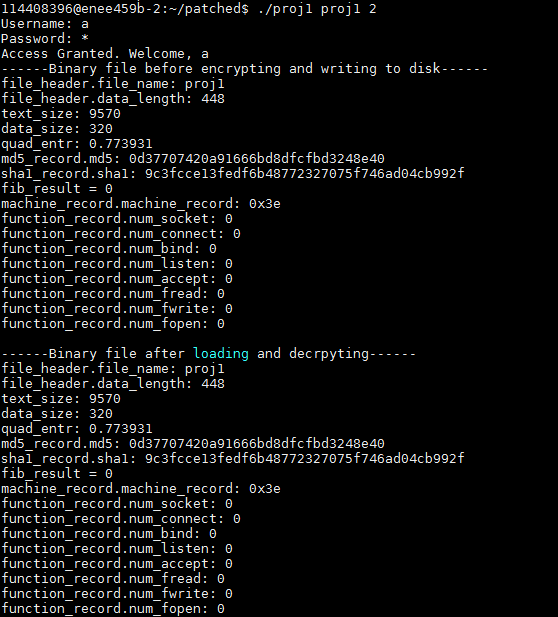 114408396@enee459b-2:~/patched$ ./proj1 proj1 2
Username: a
Password: *
Access Granted. Welcome, a
------Binary file before encrypting and writing to disk------
file_header.file_name: proj1
file_header.data_length: 448
text_size: 9570
data_size: 320
quad_entr: 0.773931
md5_record.md5: 0d37707420a91666bd8dfcfbd3248e40
sha1_record.sha1: 9c3fcce13fedf6b48772327075f746ad04cb992f
fib_result = 0
machine_record.machine_record: 0x3e
function_record.num_socket: 0
function_record.num_connect: 0
function_record.num_bind: 0
function_record.num_listen: 0
function_record.num_accept: 0
function_record.num_fread: 0
function_record.num_fwrite: 0
function_record.num_fopen: 0
------Binary file after loading and decrpyting------
file_header.file_name: proj1
file_header.data_length: 448
text_size: 9570
data_size: 320
quad_entr: 0.773931
md5_record.md5: 0d37707420a91666bd8dfcfbd3248e40
sha1_record.sha1: 9c3fcce13fedf6b48772327075f746ad04cb992f
fib_result = 0
machine_record.machine_record: 0x3e
function_record.num_socket: 0
function_record.num_connect: 0
function_record.num_bind: 0
function_record.num_listen: 0
function_record.num_accept: 0
function_record.num_fread: 0
function_record.num_fwrite: 0
function_record.num_fopen: 0